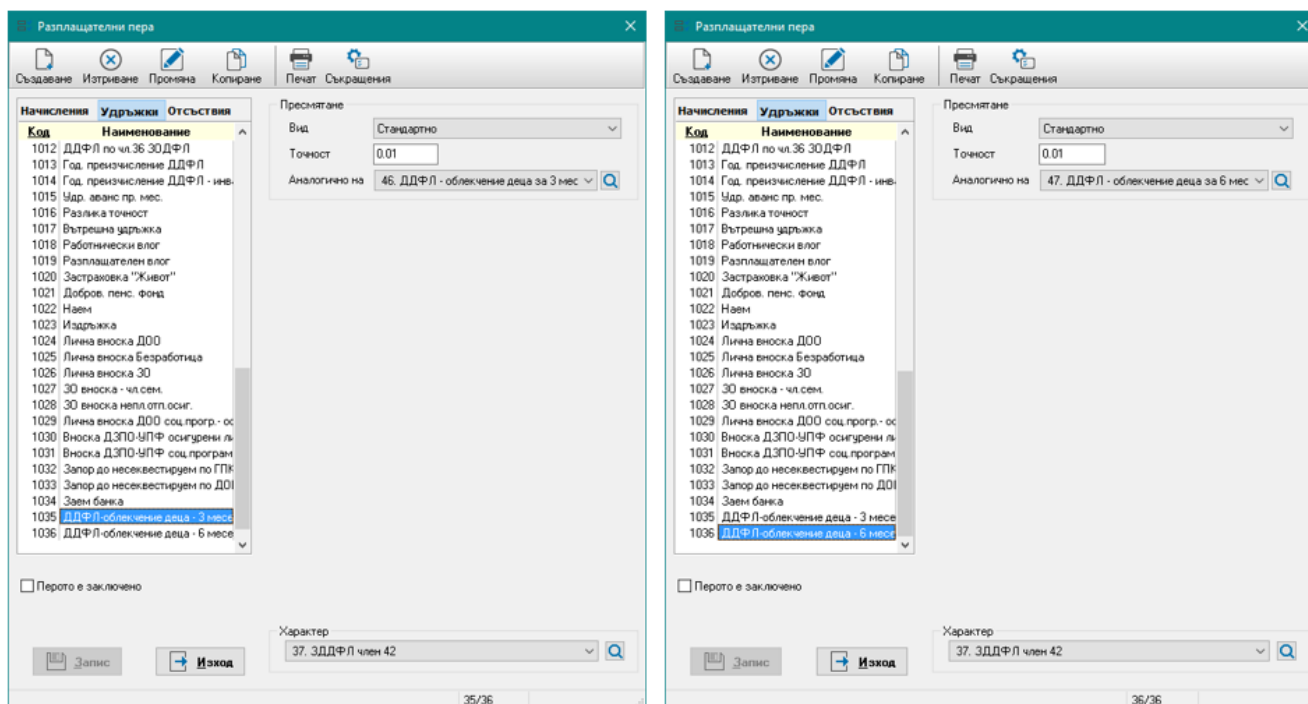 Разплащателни пера
Създаване Изтриване Промяна Копиране Печат Съкращения
Начисления Удръжки Отсъствия
Код Наименование
1012 ДДФЛ по чл.36 ЗОДФЛ
1013 Год. преизчисление ДДФЛ
1014 Год. преизчисление ДДФЛ - инв.
1015 Удр. аванс пр. мес.
1016 Разлика точност
1017 Вътрешна удръжка
1018 Работнически влог
1019 Разплащателен влог
1020 Застраховка "Живот"
1021 Добров. пенс. фонд
1022 Наем
1023 Издръжка
1024 Лична вноска ДОО
1025 Лична вноска Безработица
1026 Лична вноска ЗО
1027 ЗО вноска - чл.сем.
1028 ЗО вноска непл.отп.осиг.
1029 Лична вноска ДОО соц.прогр.- ос
1030 Вноска ДЗПО-УПФ осигурени ли
1031 Вноска ДЗПО-УПФ соц.програм
1032 Запор до несеквестируем по ГПК
1033 Запор до несеквестируем по ДОП
1034 Заем банка
1035 ДДФЛ-облекчение деца - 3 месе
1036 ДДФЛ-облекчение деца - 6 месе
Пресмятане
Вид Стандартно
Точност 0.01
Аналогично на 46. ДДФЛ - облекчение деца за 3 мес
Перото е заключено
Характер
37. ЗДДФЛ член 42
Запис Изход
35/36
Разплащателни пера
Създаване Изтриване Промяна Копиране Печат Съкращения
Начисления Удръжки Отсъствия
Код Наименование
1012 ДДФЛ по чл.36 ЗОДФЛ
1013 Год. преизчисление ДДФЛ
1014 Год. преизчисление ДДФЛ - инв.
1015 Удр. аванс пр. мес.
1016 Разлика точност
1017 Вътрешна удръжка
1018 Работнически влог
1019 Разплащателен влог
1020 Застраховка "Живот"
1021 Добров. пенс. фонд
1022 Наем
1023 Издръжка
1024 Лична вноска ДОО
1025 Лична вноска Безработица
1026 Лична вноска ЗО
1027 ЗО вноска - чл.сем.
1028 ЗО вноска непл.отп.осиг.
1029 Лична вноска ДОО соц.прогр.- ос
1030 Вноска ДЗПО-УПФ осигурени ли
1031 Вноска ДЗПО-УПФ соц.програм
1032 Запор до несеквестируем по ГПК
1033 Запор до несеквестируем по ДОП
1034 Заем банка
1035 ДДФЛ-облекчение деца - 3 месе
1036 ДДФЛ-облекчение деца - 6 месе
Пресмятане
Вид Стандартно
Точност 0.01
Аналогично на 47. ДДФЛ - облекчение деца за 6 мес
Перото е заключено
Характер
37. ЗДДФЛ член 42
Запис Изход
36/36